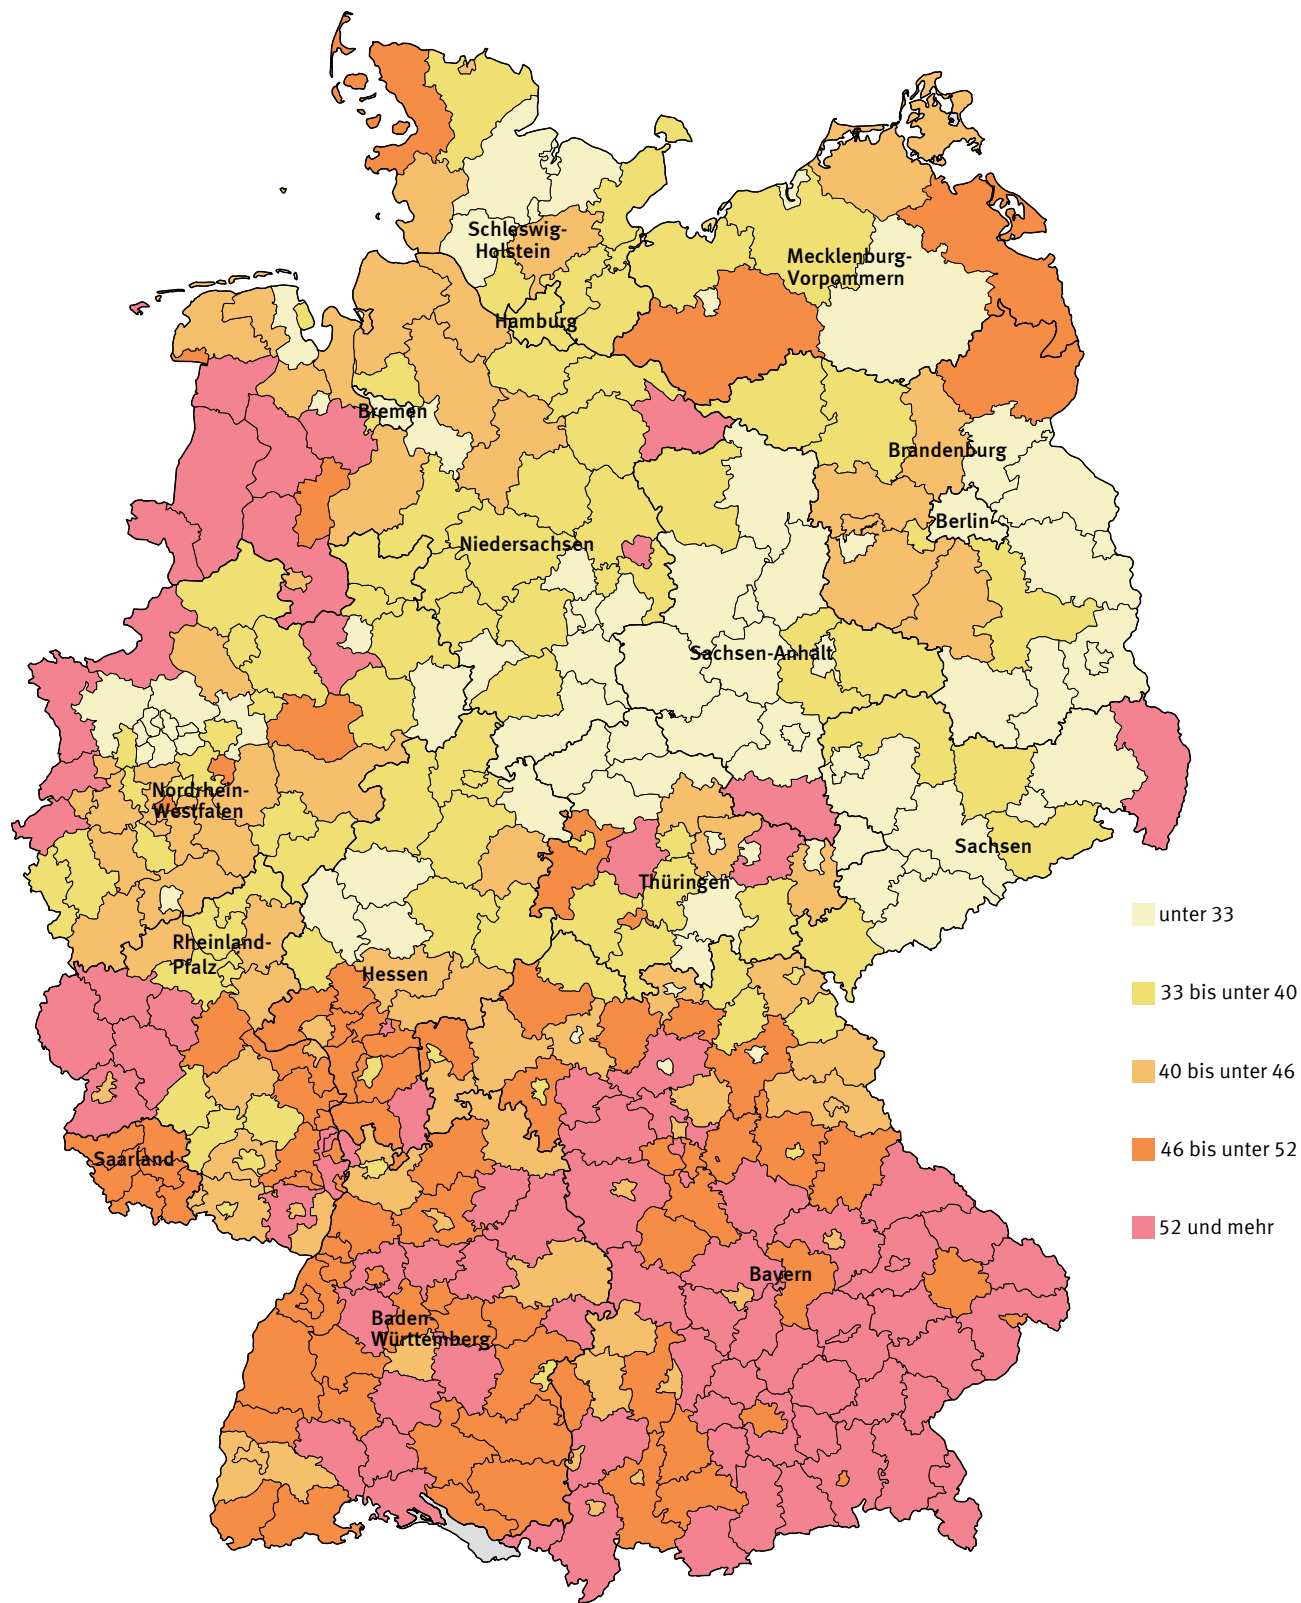 Schleswig-
Holstein
Mecklenburg-
Vorpommern
Hamburg
Bremen
Brandenburg
Berlin
Niedersachsen
Sachsen-Anhalt
Nordrhein-
Westfalen
Sachsen
Thüringen
Rheinland-
Pfalz
Hessen
Saarland
Bayern
Baden-
Württemberg
unter 33
33 bis unter 40
40 bis unter 46
46 bis unter 52
52 und mehr